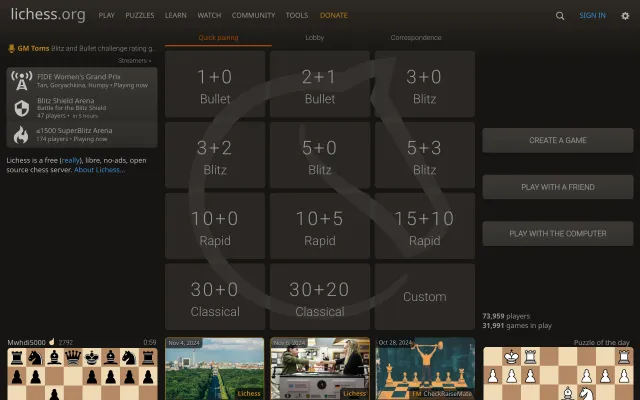 lichess.org PLAY PUZZLES LEARN WATCH COMMUNITY TOOLS DONATE SIGN IN
GM Toms Blitz and Bullet challenge rating g..
Streamers »
FIDE Women's Grand Prix
Tan, Goryachkina, Humpy • Playing now
Blitz Shield Arena
Battle for the Blitz Shield
47 players • in 5 hours
≤1500 SuperBlitz Arena
174 players • Playing now
Lichess is a free (really), libre, no-ads, open
source chess server. About Lichess...
Quick pairing Lobby Correspondence
1+0
Bullet
2+1
Bullet
3+0
Blitz
3+2
Blitz
5+0
Blitz
5+3
Blitz
10+0
Rapid
10+5
Rapid
15+10
Rapid
30+0
Classical
30+20
Classical
Custom
CREATE A GAME
PLAY WITH A FRIEND
PLAY WITH THE COMPUTER
73,959 players
31,991 games in play
Mwhdi5000 2792 0:59
Nov 4, 2024
Lichess
Lichess
Oct 28, 2024
FM CheckRaiseMate
Puzzle of the day